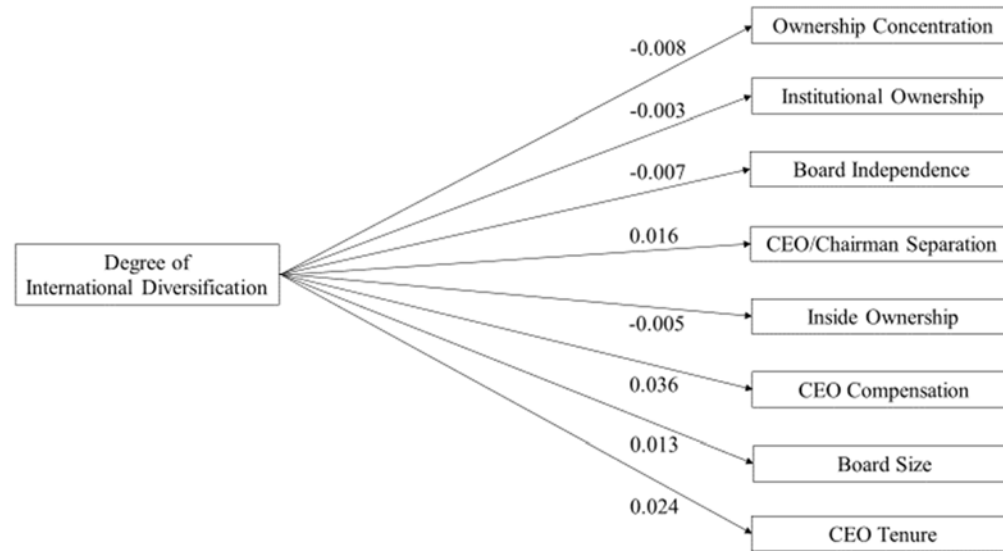 Ownership Concentration
-0.008
Institutional Ownership
-0.003
Board Independence
-0.007
0.016
CEO/Chairman Separation
Degree of
International Diversification
Inside Ownership
-0.005
0.036
CEO Compensation
0.013
Board Size
0.024
CEO Tenure